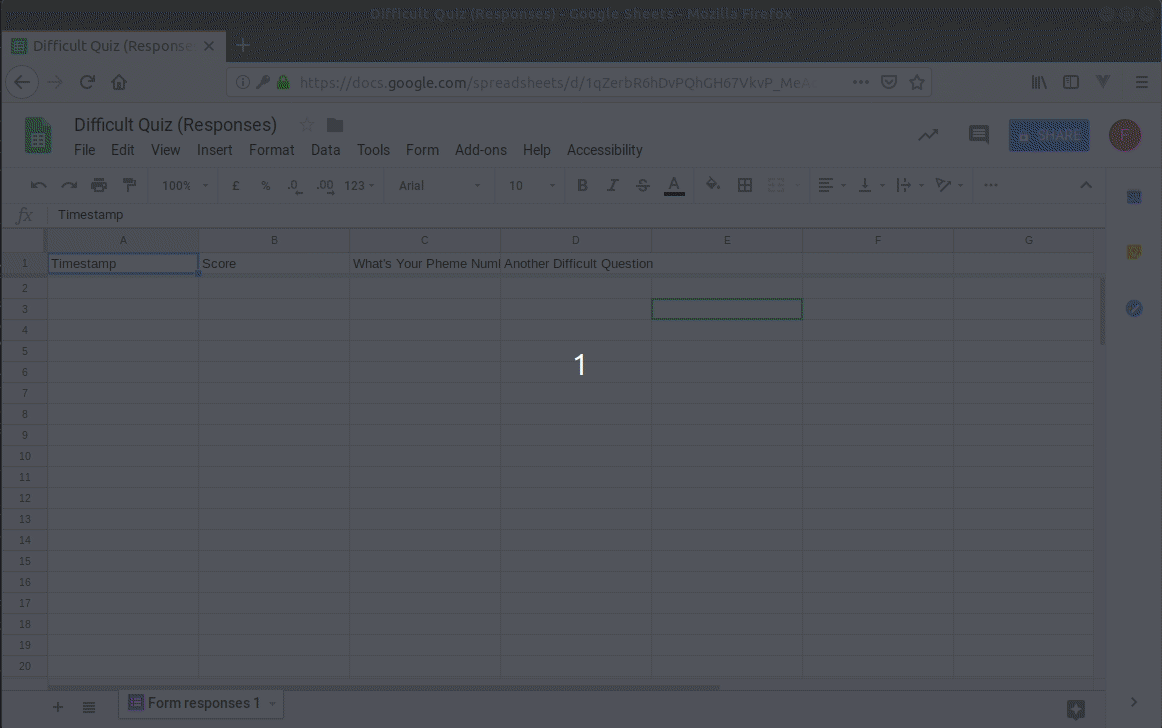 Difficult Quiz (Responses) - Google Sheets - Mozilla Firefox
Difficult Quiz (Response
https://docs.google.com/spreadsheets/d/1qZerbR6hDvPQhGH67VkvP_MeA
Difficult Quiz (Responses)
SHARE
F
File Edit View Insert Format Data Tools Form Add-ons Help Accessibility
100% £ % .0 .00 123 Arial 10 B I S A
fx Timestamp
A B C D E F G
1 Timestamp Score What's Your Pheme Numl Another Difficult Question
2
3
4
5
1
6
7
8
9
10
11
12
13
14
15
16
17
18
19
20
Form responses 1